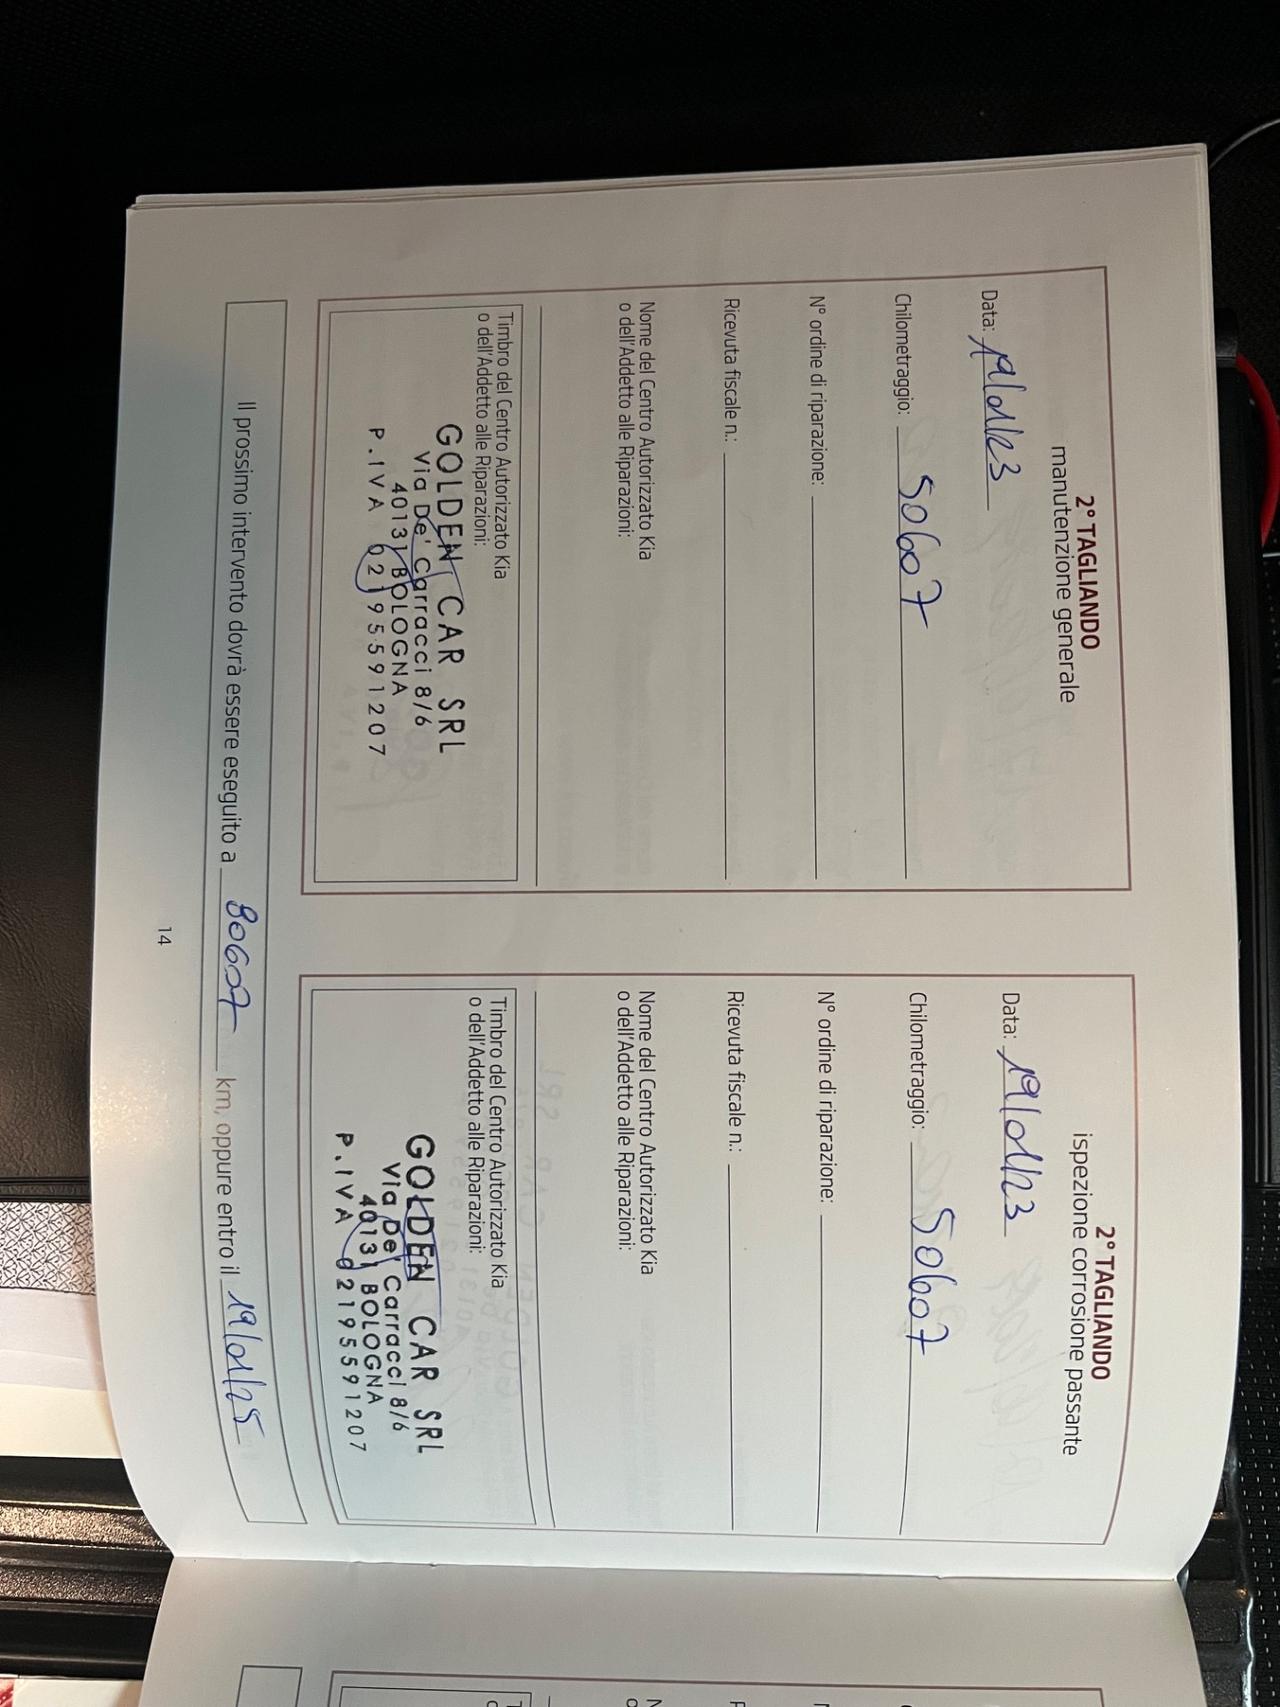 2° TAGLIANDO
manutenzione generale
Data: 19/01/23
Chilometraggio: 50607
N° ordine di riparazione:
Ricevuta fiscale n.:
Nome del Centro Autorizzato Kia
o dell'Addetto alle Riparazioni:
Timbro del Centro Autorizzato Kia
o dell'Addetto alle Riparazioni:
GOLDEN CAR SRL
Via De' Carracci 8/6
40131 BOLOGNA
P.IVA 02195591207
2° TAGLIANDO
ispezione corrosione passante
Data: 19/01/23
Chilometraggio: 50607
N° ordine di riparazione:
Ricevuta fiscale n.:
Nome del Centro Autorizzato Kia
o dell'Addetto alle Riparazioni:
Timbro del Centro Autorizzato Kia
o dell'Addetto alle Riparazioni:
GOLDEN CAR SRL
Via De' Carracci 8/6
40131 BOLOGNA
P.IVA 02195591207
Il prossimo intervento dovrà essere eseguito a 80607 km, oppure entro il 19/01/25
14